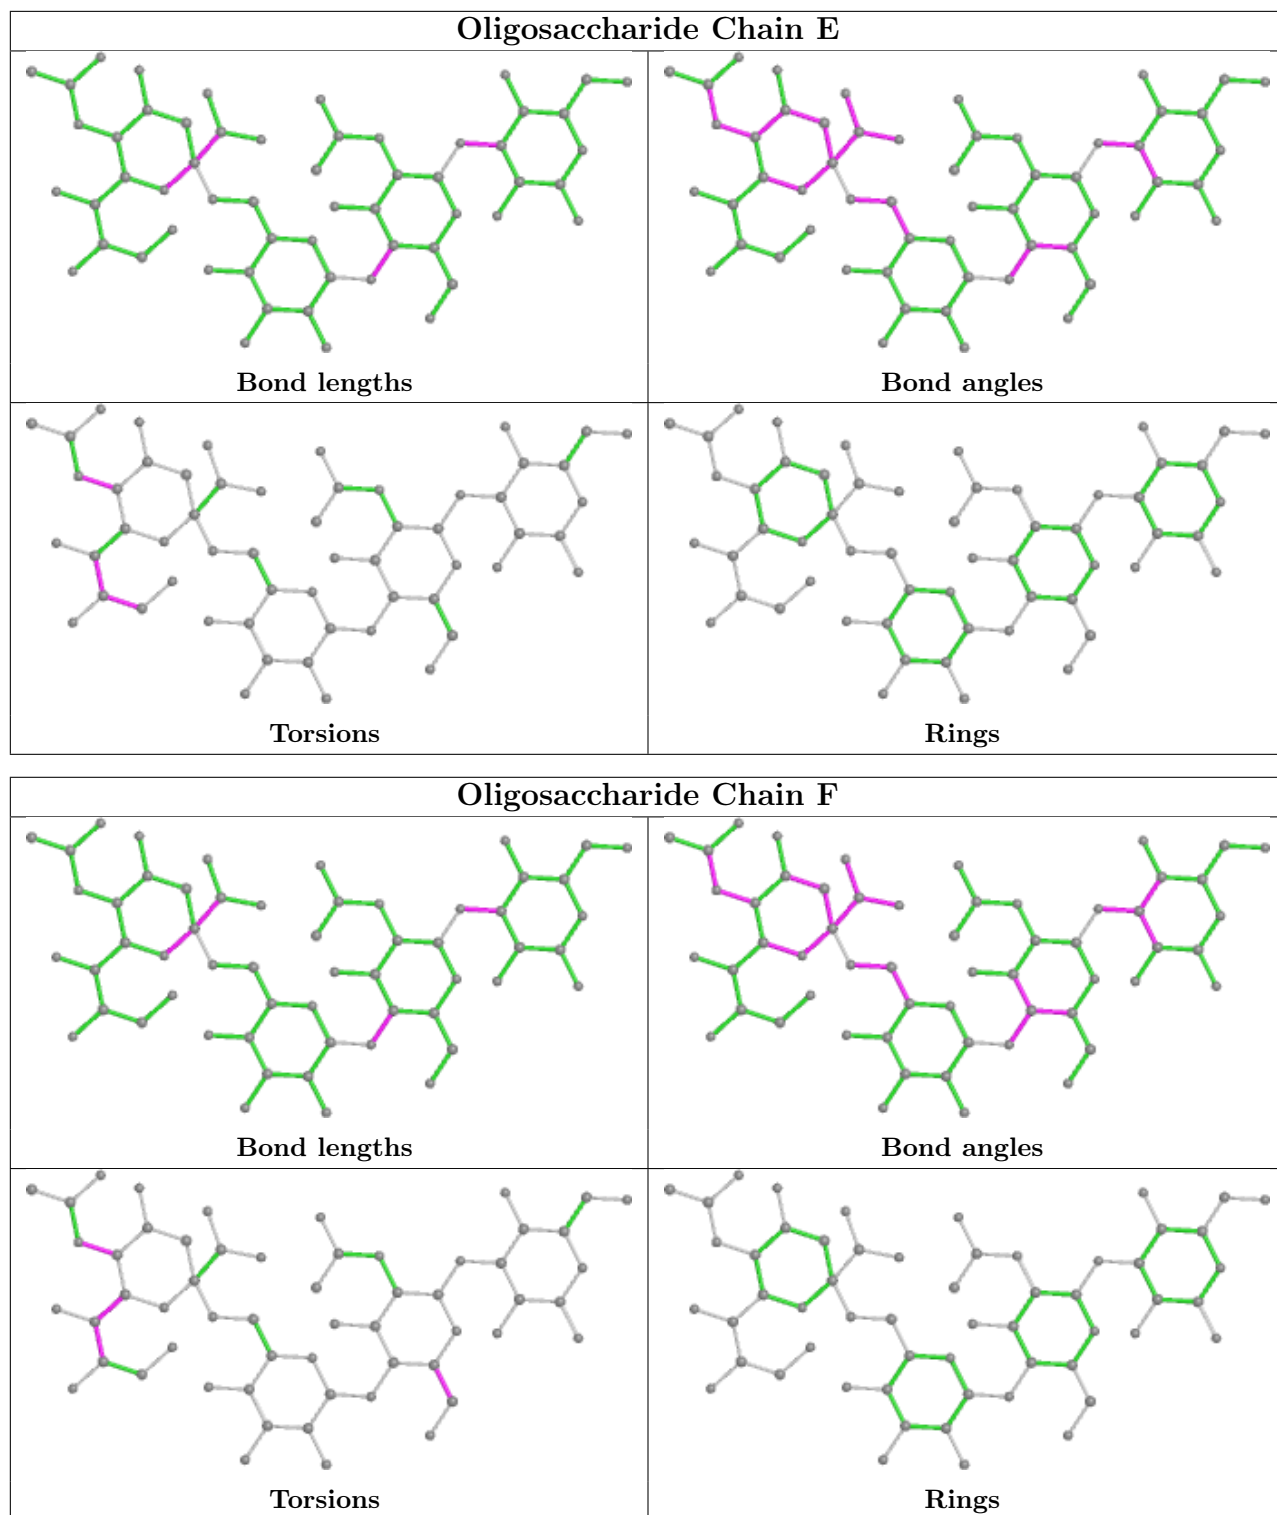 Oligosaccharide Chain E
Bond lengths
Bond angles
Torsions
Rings
Oligosaccharide Chain F
Bond lengths
Bond angles
Torsions
Rings